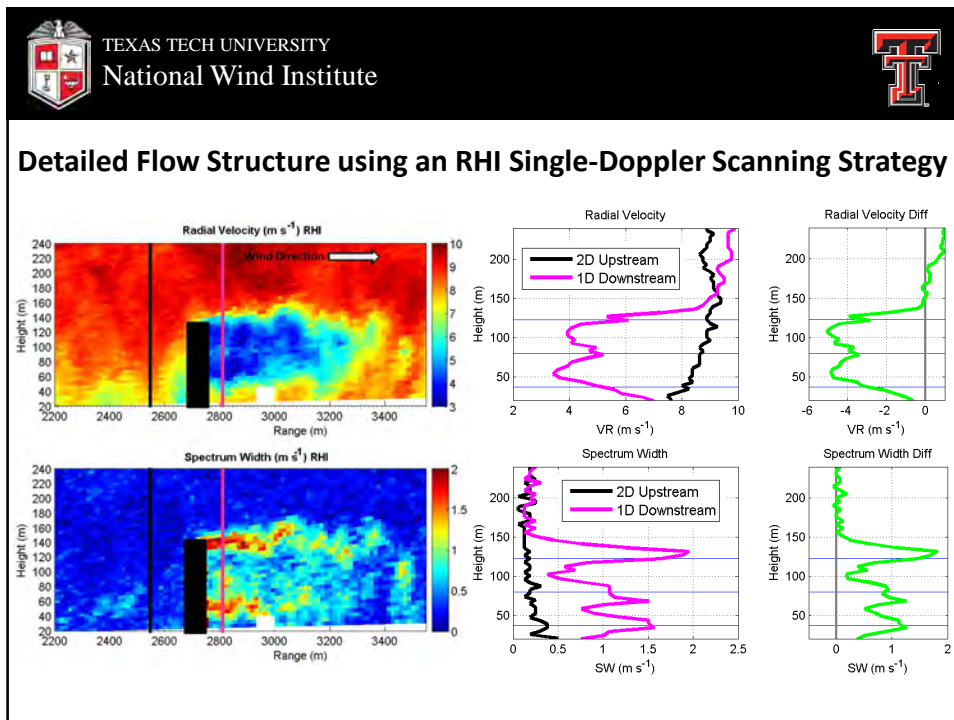 TEXAS TECH UNIVERSITY
National Wind Institute
Detailed Flow Structure using an RHI Single-Doppler Scanning Strategy
Radial Velocity (m s-1) RHI
Wind Direction
240
220
200
180
160
140
120
100
80
60
40
20
Height (m)
2200 2400 2600 2800 3000 3200 3400
Range (m)
10
9
8
7
6
5
4
3
Radial Velocity
2D Upstream
1D Downstream
200
150
100
50
Height (m)
2 4 6 8 10
VR (m s-1)
Radial Velocity Diff
200
150
100
50
Height (m)
-6 -4 -2 0
VR (m s-1)
Spectrum Width (m s-1) RHI
240
220
200
180
160
140
120
100
80
60
40
20
Height (m)
2200 2400 2600 2800 3000 3200 3400
Range (m)
2
1.5
1
0.5
0
Spectrum Width
2D Upstream
1D Downstream
200
150
100
50
Height (m)
0 0.5 1 1.5 2 2.5
SW (m s-1)
Spectrum Width Diff
200
150
100
50
Height (m)
0 1 2
SW (m s-1)